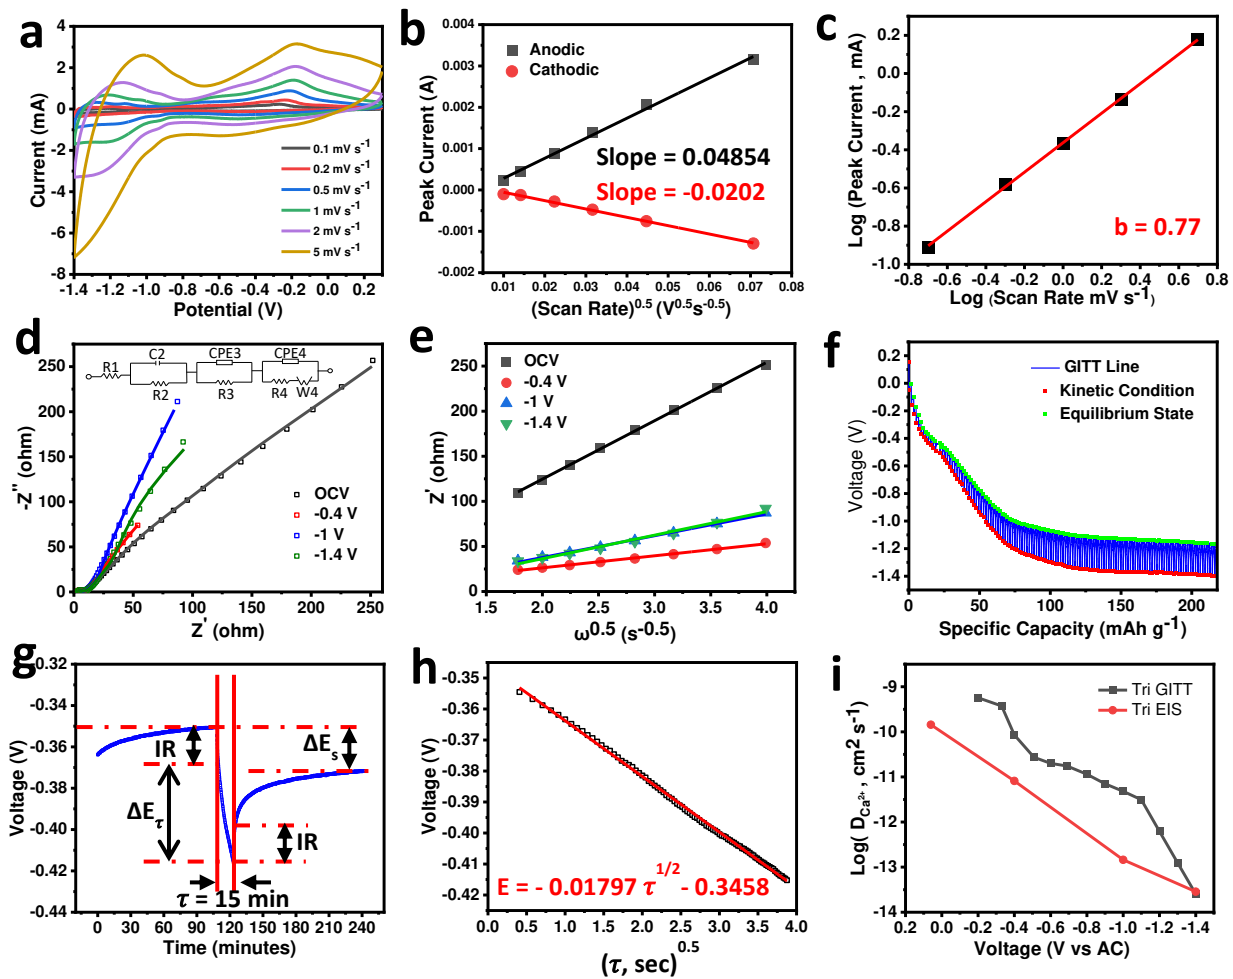 a
Current (mA)
4
2
0
-2
-4
-6
-8
-1.4 -1.2 -1.0 -0.8 -0.6 -0.4 -0.2 0.0 0.2
Potential (V)
0.1 mV s⁻¹
0.2 mV s⁻¹
0.5 mV s⁻¹
1 mV s⁻¹
2 mV s⁻¹
5 mV s⁻¹
b
Peak Current (A)
0.004
0.003
0.002
0.001
0.000
-0.001
-0.002
Anodic
Cathodic
Slope = 0.04854
Slope = -0.0202
0.01 0.02 0.03 0.04 0.05 0.06 0.07 0.08
(Scan Rate)⁰·⁵ (V⁰·⁵s⁻⁰·⁵)
c
Log (Peak Current , mA)
0.2
0.0
-0.2
-0.4
-0.6
-0.8
-1.0
b = 0.77
-0.8 -0.6 -0.4 -0.2 0.0 0.2 0.4 0.6 0.8
Log (Scan Rate mV s⁻¹)
d
-Z'' (ohm)
250
200
150
100
50
0
R1 C2 R2 CPE3 R3 CPE4 R4 W4
OCV
-0.4 V
-1 V
-1.4 V
0 50 100 150 200 250
Z' (ohm)
e
Z' (ohm)
250
200
150
100
50
0
OCV
-0.4 V
-1 V
-1.4 V
1.5 2.0 2.5 3.0 3.5 4.0
ω⁰·⁵ (s⁻⁰·⁵)
f
Voltage (V)
0.2
0.0
-0.2
-0.4
-0.6
-0.8
-1.0
-1.2
-1.4
GITT Line
Kinetic Condition
Equilibrium State
0 50 100 150 200
Specific Capacity (mAh g⁻¹)
g
Voltage (V)
-0.32
-0.36
-0.40
-0.44
IR
ΔEₛ
ΔE_τ
IR
τ = 15 min
0 30 60 90 120 150 180 210 240
Time (minutes)
h
Voltage (V)
-0.35
-0.36
-0.37
-0.38
-0.39
-0.40
-0.41
-0.42
E = - 0.01797 τ^1/2 - 0.3458
0.0 0.5 1.0 1.5 2.0 2.5 3.0 3.5 4.0
(τ, sec)⁰·⁵
i
Log( D_Ca²⁺, cm² s⁻¹)
-9
-10
-11
-12
-13
-14
Tri GITT
Tri EIS
0.0 -0.2 -0.4 -0.6 -0.8 -1.0 -1.2 -1.4
Voltage (V vs AC)